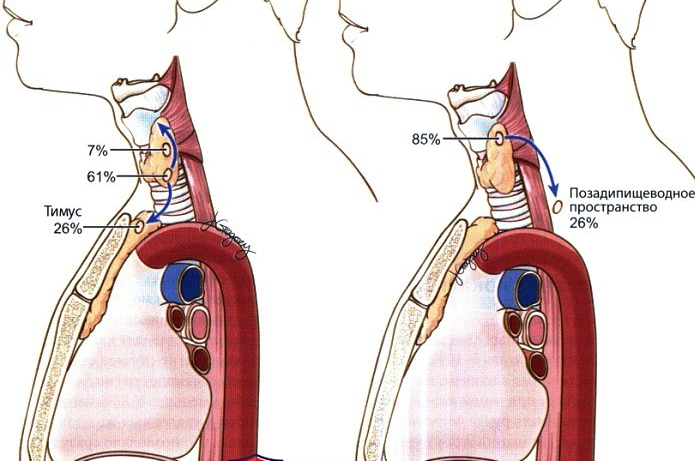 7%
61%
Тимус
26%
85%
Позадипищеводное
пространство
26%